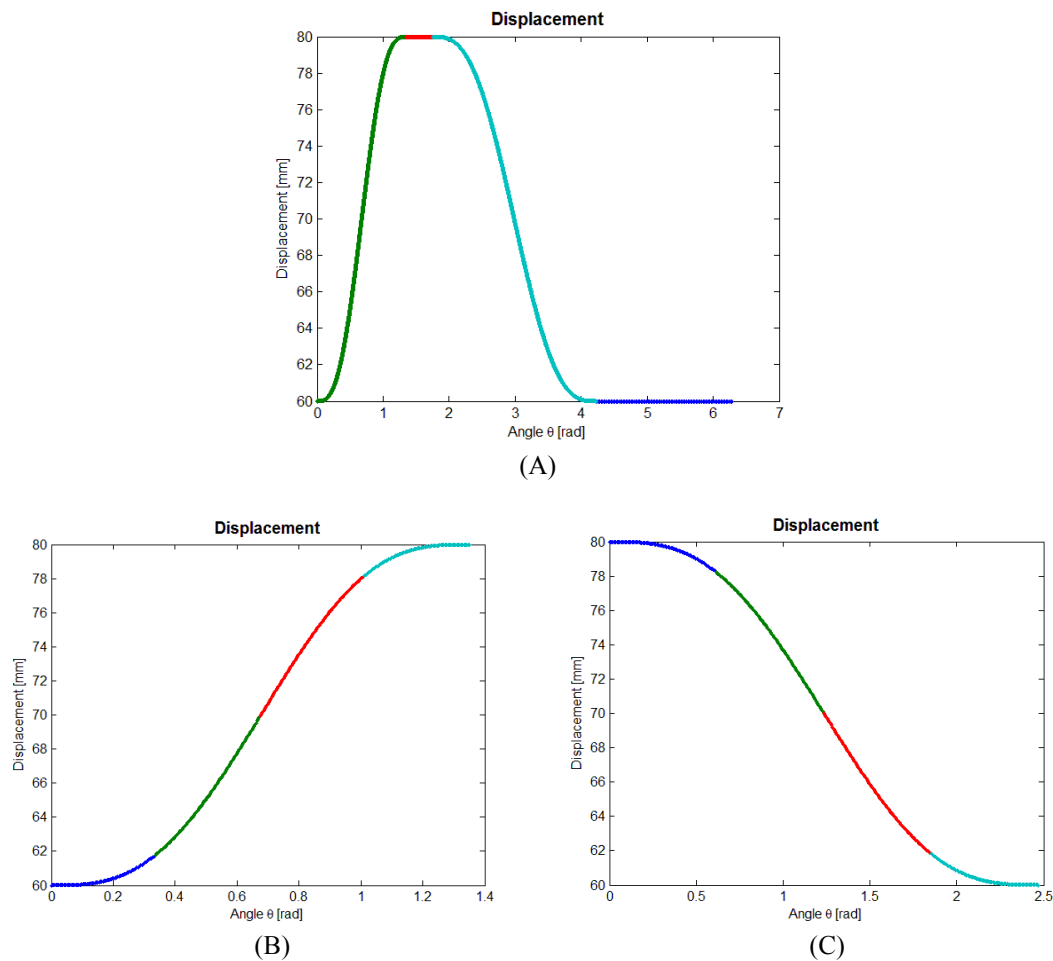 Displacement
80
78
76
74
72
70
68
66
64
62
60
Displacement [mm]
0 1 2 3 4 5 6 7
Angle θ [rad]
(A)
Displacement
80
78
76
74
72
70
68
66
64
62
60
Displacement [mm]
0 0.2 0.4 0.6 0.8 1 1.2 1.4
Angle θ [rad]
(B)
Displacement
80
78
76
74
72
70
68
66
64
62
60
Displacement [mm]
0 0.5 1 1.5 2 2.5
Angle θ [rad]
(C)